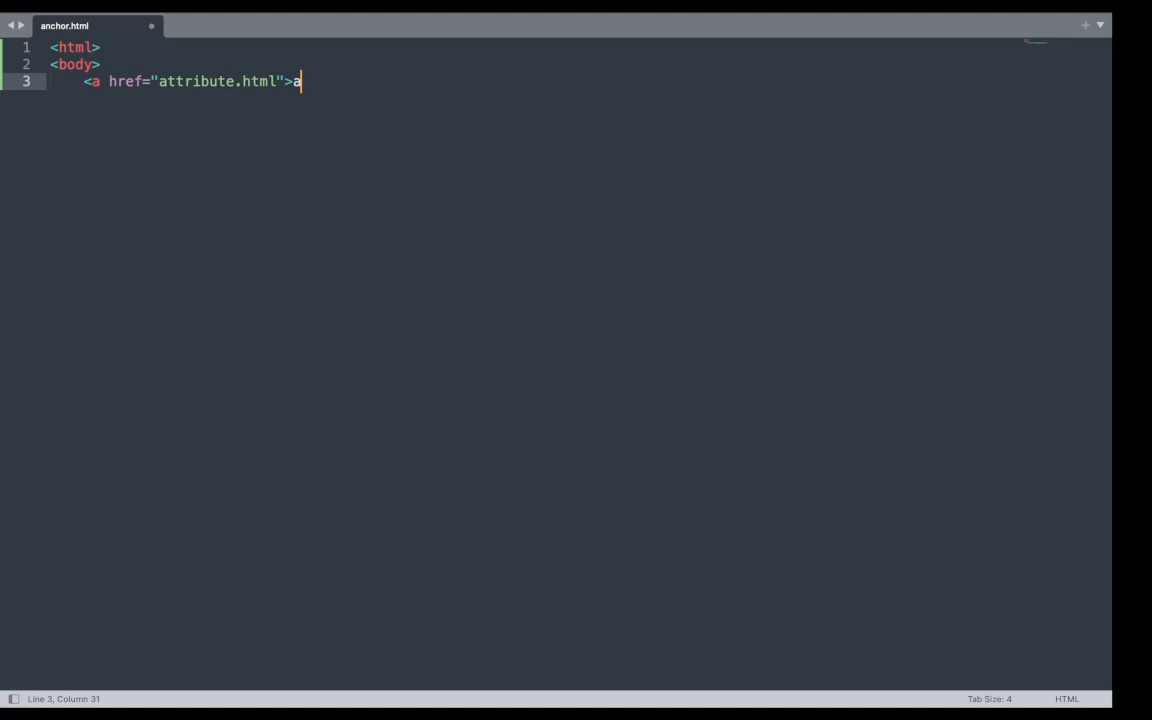 anchor.html
1 <html>
2 <body>
3 <a href="attribute.html">a
Line 3, Column 31
Tab Size: 4
HTML